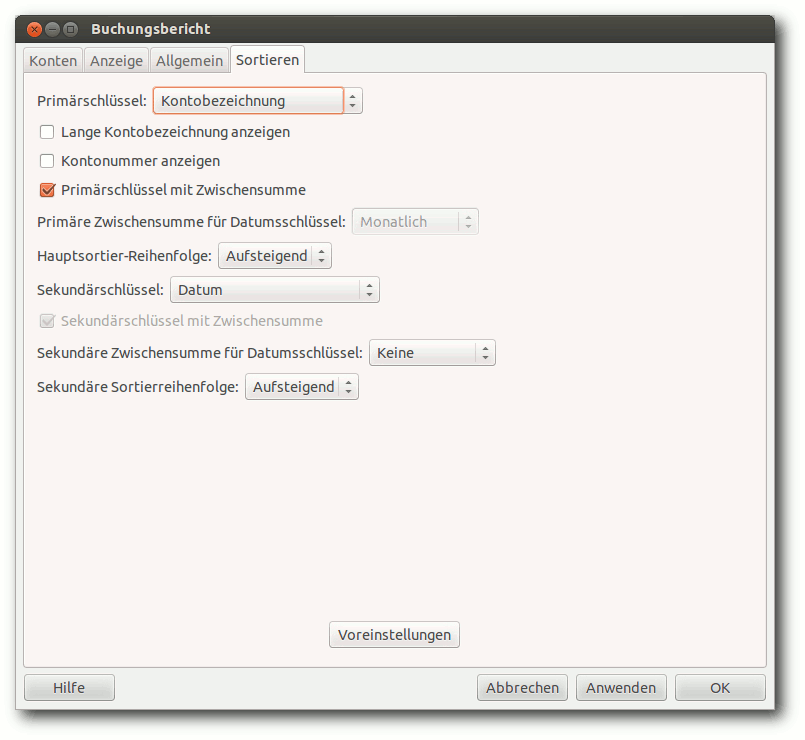 Buchungsbericht
Konten Anzeige Allgemein Sortieren
Primärschlüssel: Kontobezeichnung
Lange Kontobezeichnung anzeigen
Kontonummer anzeigen
Primärschlüssel mit Zwischensumme
Primäre Zwischensumme für Datumsschlüssel: Monatlich
Hauptsortier-Reihenfolge: Aufsteigend
Sekundärschlüssel: Datum
Sekundärschlüssel mit Zwischensumme
Sekundäre Zwischensumme für Datumsschlüssel: Keine
Sekundäre Sortierreihenfolge: Aufsteigend
Voreinstellungen
Hilfe Abbrechen Anwenden OK